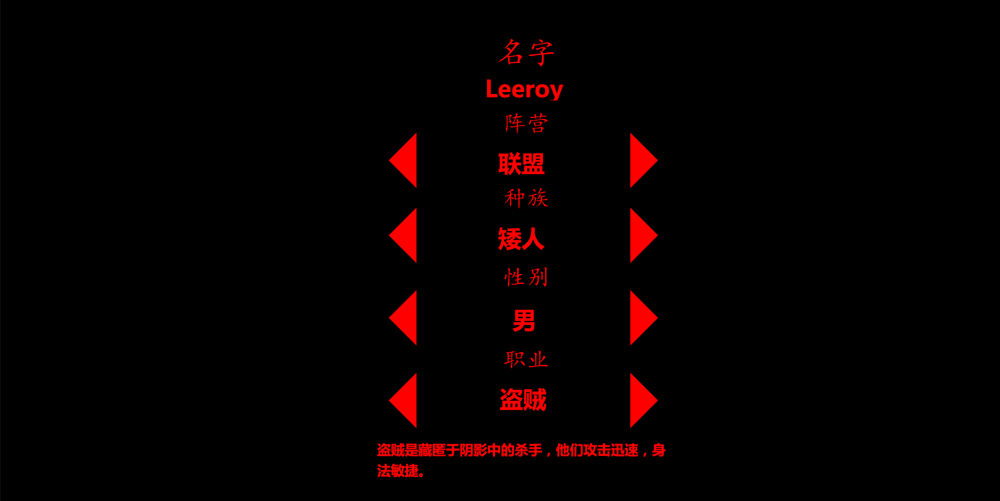 名字
Leeroy
阵营
联盟
种族
矮人
性别
男
职业
盗贼
盗贼是藏匿于阴影中的杀手，他们攻击迅速，身
法敏捷。